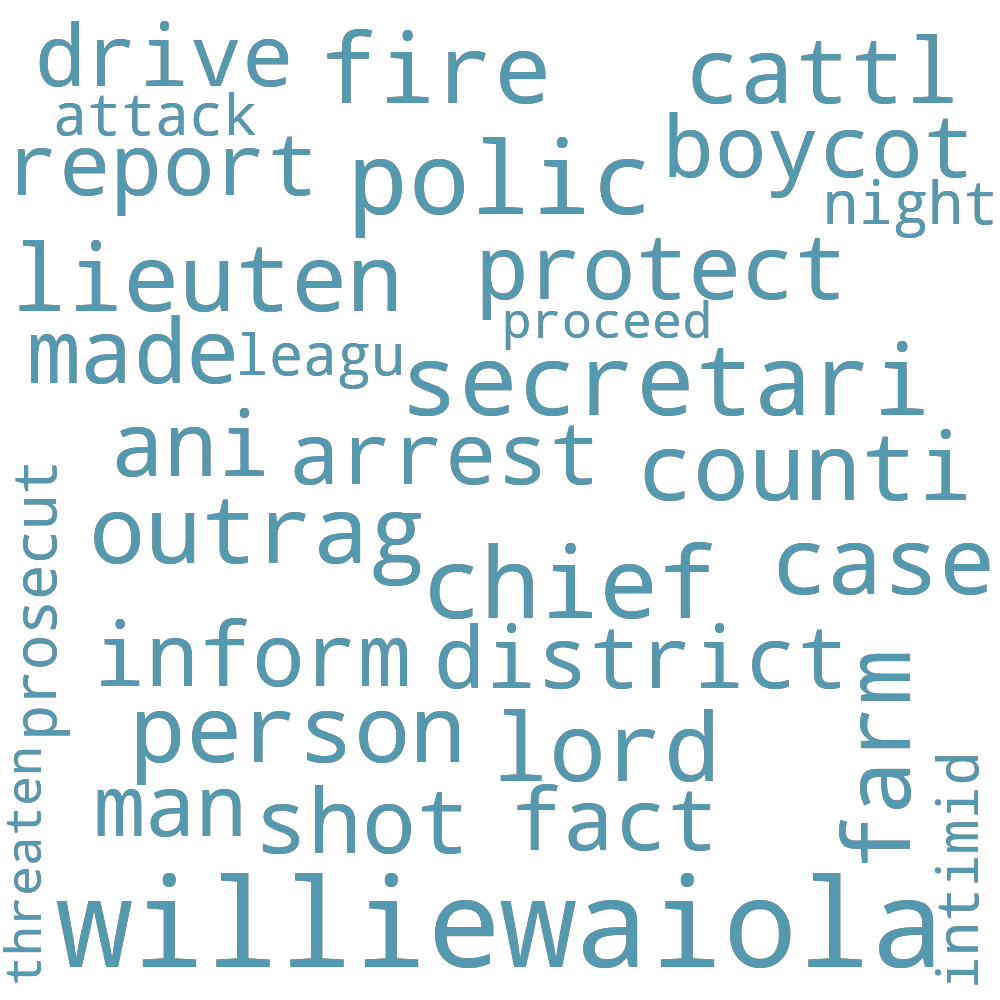 drive fire cattl
attack
report polic boycot
night
lieuten protect
proceed
made leagu secretari
ani arrest counti
outrag
chief case
prosecut
inform district
person lord
farm
threaten
man shot fact
intimid
williewaiola